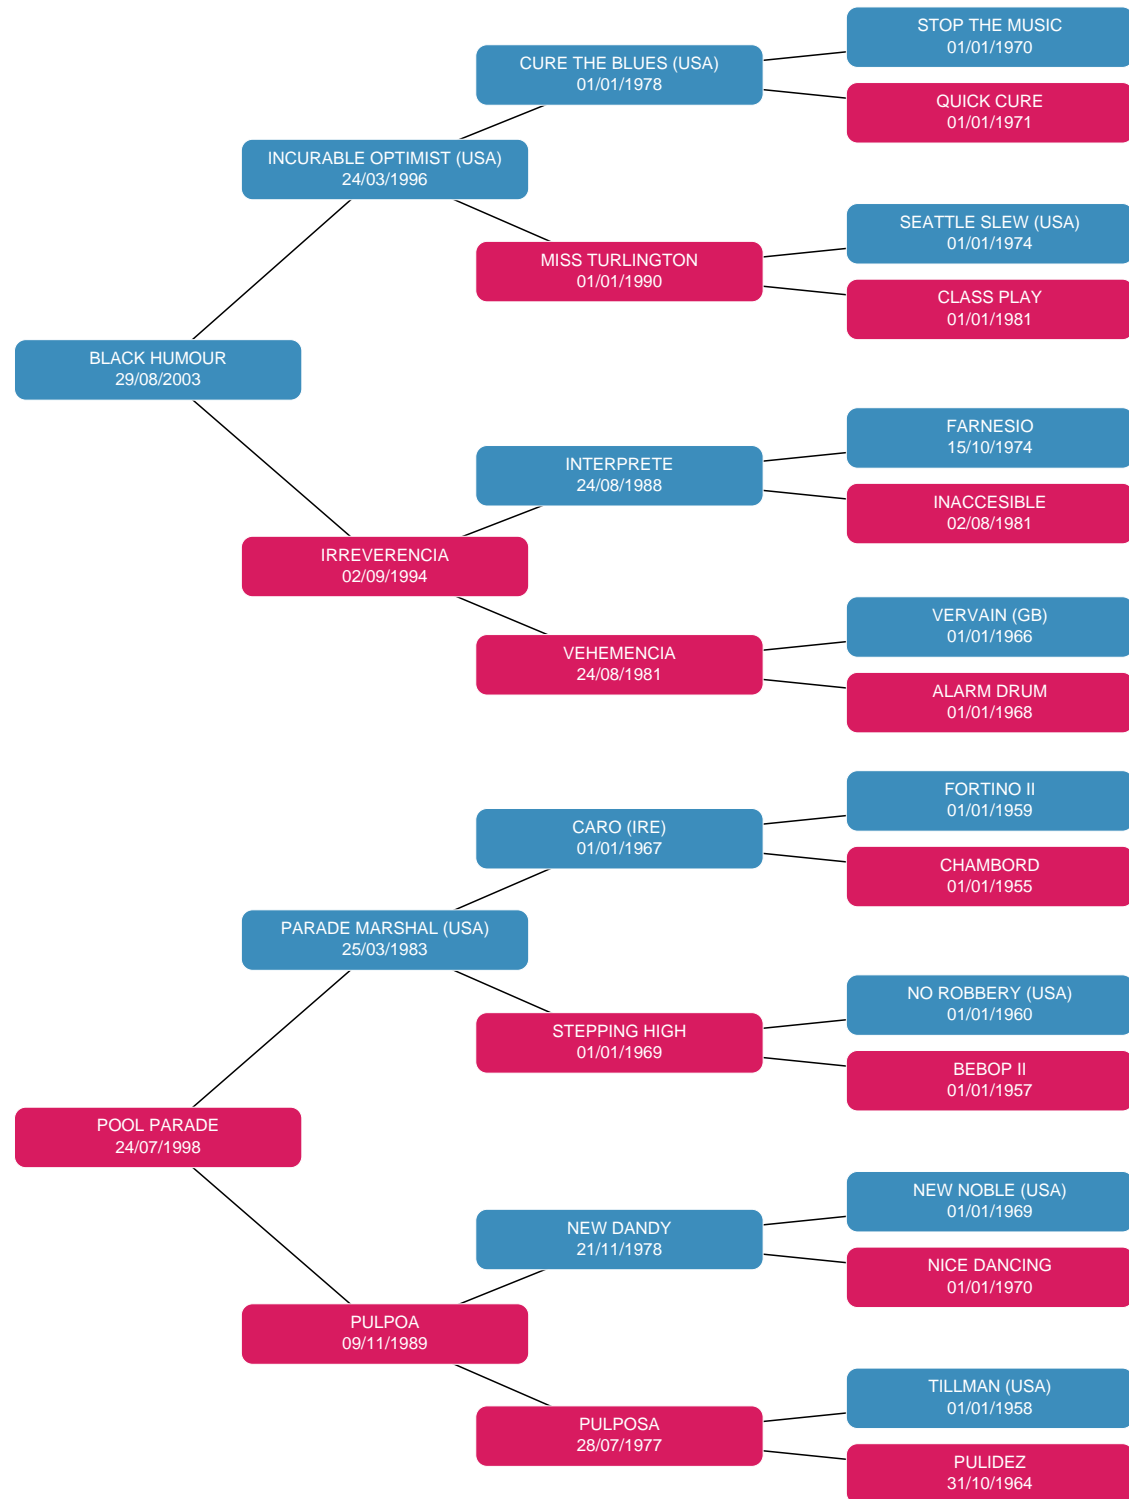 STOP THE MUSIC
01/01/1970
CURE THE BLUES (USA)
01/01/1978
QUICK CURE
01/01/1971
INCURABLE OPTIMIST (USA)
24/03/1996
SEATTLE SLEW (USA)
01/01/1974
MISS TURLINGTON
01/01/1990
CLASS PLAY
01/01/1981
BLACK HUMOUR
29/08/2003
FARNESIO
15/10/1974
INTERPRETE
24/08/1988
INACCESIBLE
02/08/1981
IRREVERENCIA
02/09/1994
VERVAIN (GB)
01/01/1966
VEHEMENCIA
24/08/1981
ALARM DRUM
01/01/1968
FORTINO II
01/01/1959
CARO (IRE)
01/01/1967
CHAMBORD
01/01/1955
PARADE MARSHAL (USA)
25/03/1983
NO ROBBERY (USA)
01/01/1960
STEPPING HIGH
01/01/1969
BEBOP II
01/01/1957
POOL PARADE
24/07/1998
NEW NOBLE (USA)
01/01/1969
NEW DANDY
21/11/1978
NICE DANCING
01/01/1970
PULPOA
09/11/1989
TILLMAN (USA)
01/01/1958
PULPOSA
28/07/1977
PULIDEZ
31/10/1964